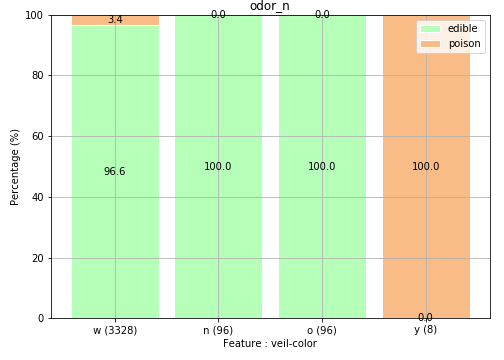 odor_n
Percentage (%)
100
80
60
40
20
0
3.4
0.0
0.0
edible
poison
96.6
100.0
100.0
100.0
0.0
w (3328)
n (96)
o (96)
y (8)
Feature : veil-color